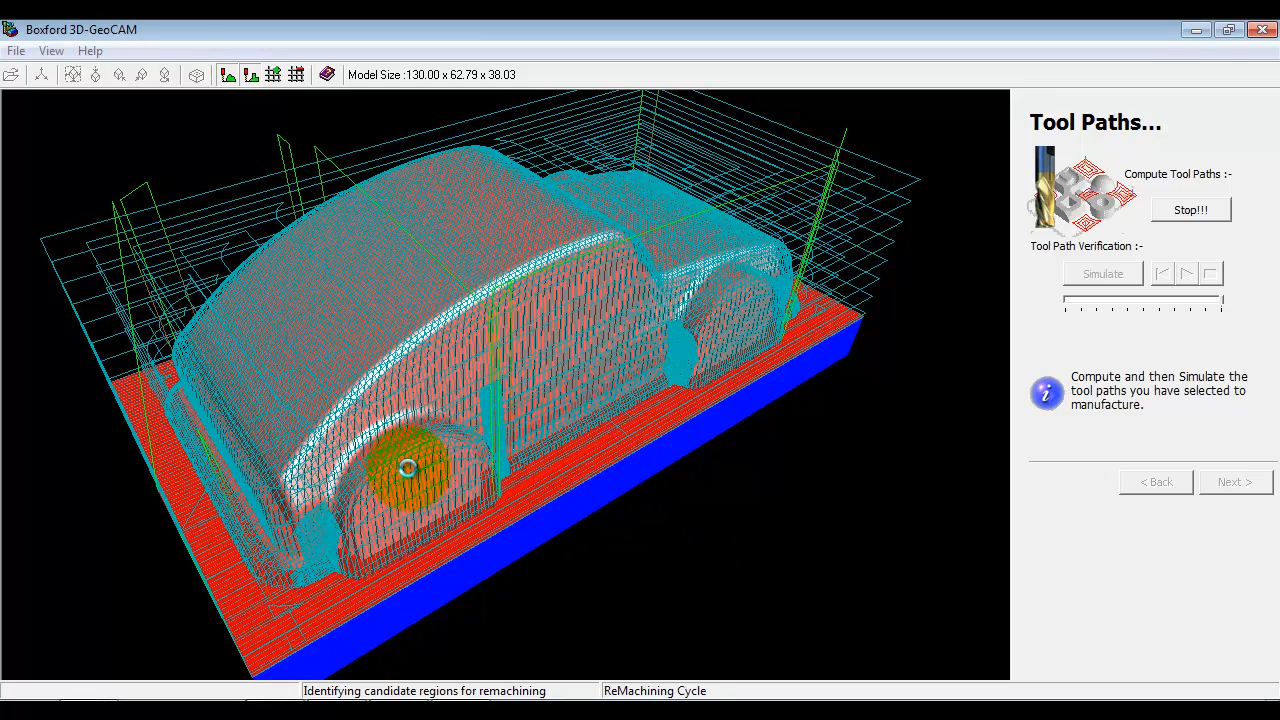 Boxford 3D-GeoCAM
File View Help
Model Size :130.00 x 62.79 x 38.03
Tool Paths...
Compute Tool Paths :-
Stop!!!
Tool Path Verification :-
Simulate
Compute and then Simulate the
tool paths you have selected to
manufacture.
< Back Next >
Identifying candidate regions for remachining ReMachining Cycle